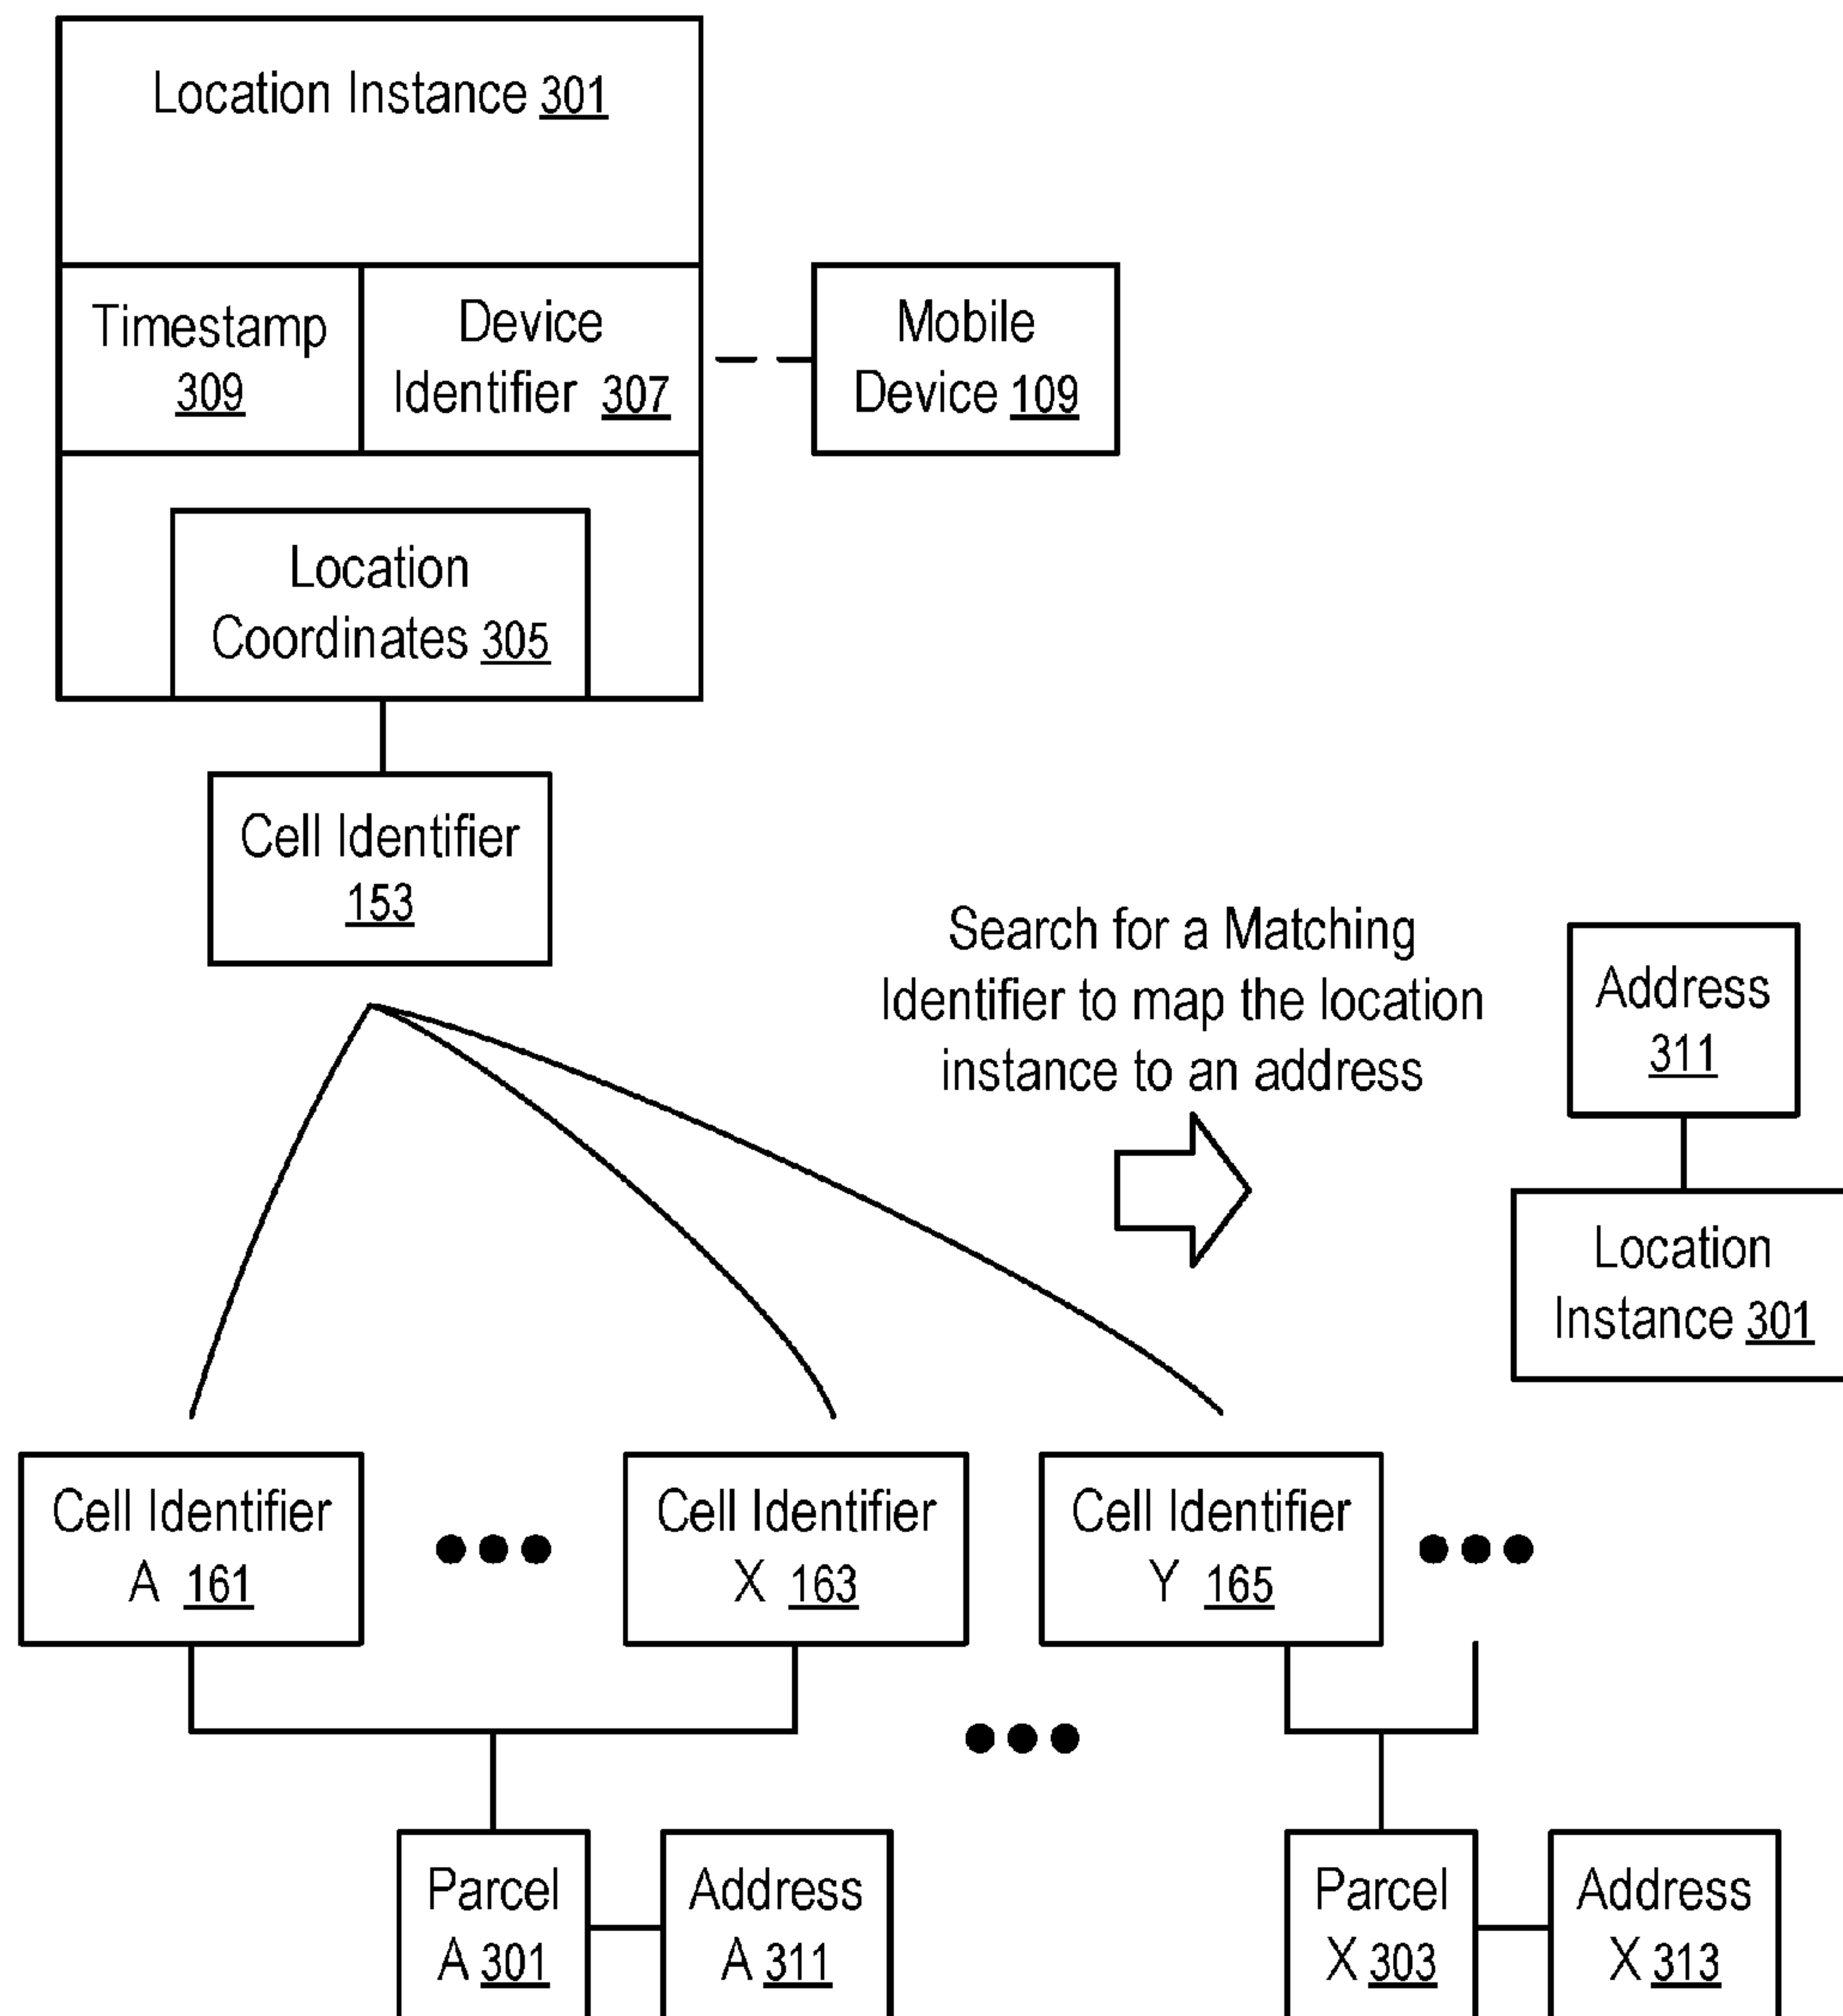 Location Instance 301
Timestamp
309
Device
Identifier 307
Mobile
Device 109
Location
Coordinates 305
Cell Identifier
153
Search for a Matching
Identifier to map the location
instance to an address
Address
311
Location
Instance 301
Cell Identifier
A 161
Cell Identifier
X 163
Cell Identifier
Y 165
Parcel
A 301
Address
A 311
Parcel
X 303
Address
X 313